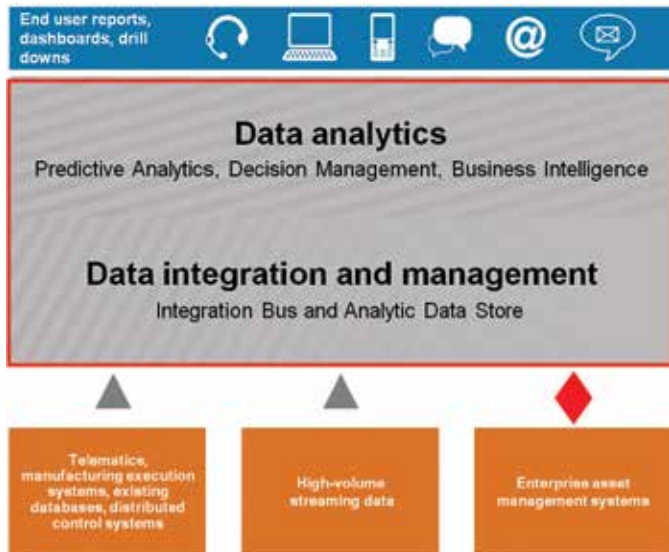 End user reports,
dashboards, drill
downs
@
Data analytics
Predictive Analytics, Decision Management, Business Intelligence
Data integration and management
Integration Bus and Analytic Data Store
Telematice,
manufacturing execution
systems, existing
databases, distributed
control systems
High-volume
streaming data
Enterprise asset
management systems